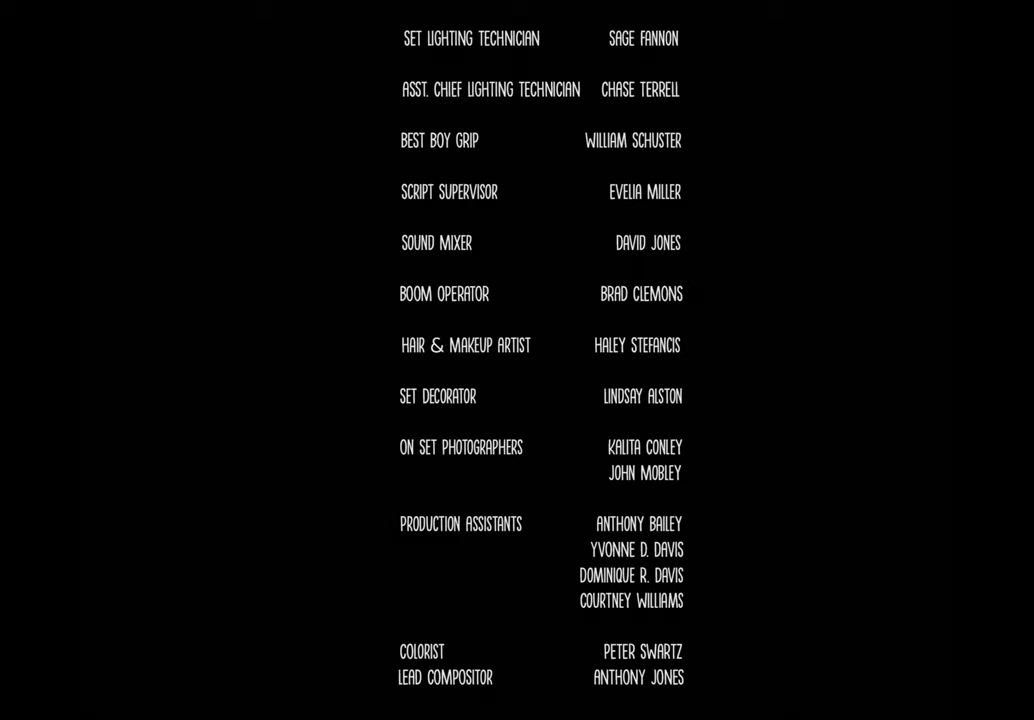 SET LIGHTING TECHNICIAN SAGE FANNON
ASST. CHIEF LIGHTING TECHNICIAN CHASE TERRELL
BEST BOY GRIP WILLIAM SCHUSTER
SCRIPT SUPERVISOR EVELIA MILLER
SOUND MIXER DAVID JONES
BOOM OPERATOR BRAD CLEMONS
HAIR & MAKEUP ARTIST HALEY STEFANCIS
SET DECORATOR LINDSAY ALSTON
ON SET PHOTOGRAPHERS KALITA CONLEY
JOHN MOBLEY
PRODUCTION ASSISTANTS ANTHONY BAILEY
YVONNE D. DAVIS
DOMINIQUE R. DAVIS
COURTNEY WILLIAMS
COLORIST PETER SWARTZ
LEAD COMPOSITOR ANTHONY JONES